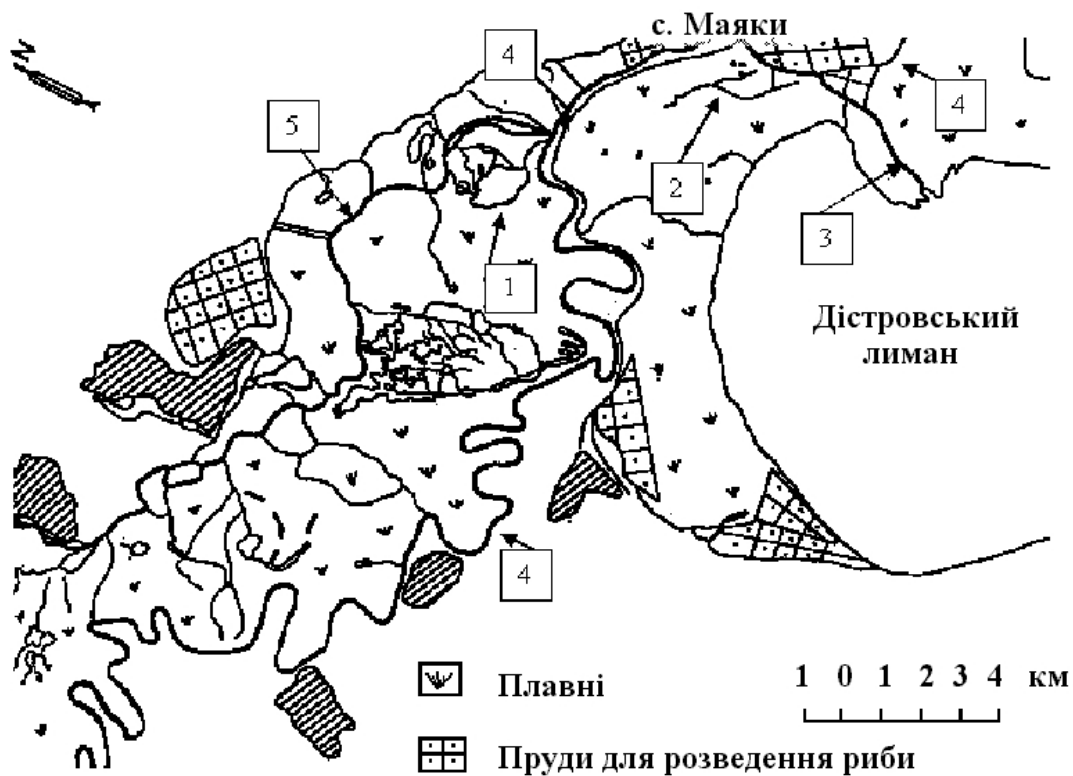 с. Маяки
N
4
5
4
2
3
1
Дістровський
лиман
4
Плавні
1 0 1 2 3 4 км
Пруди для розведення риби